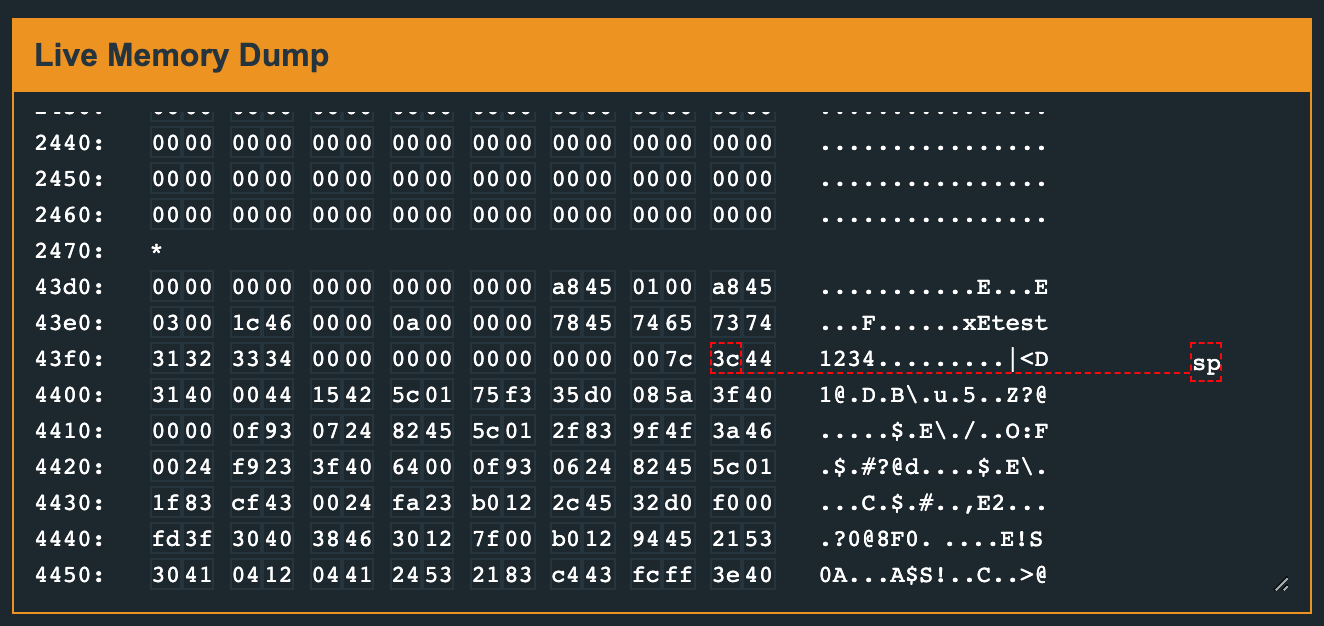 Live Memory Dump
2440: 0000 0000 0000 0000 0000 0000 0000 0000 ................
2450: 0000 0000 0000 0000 0000 0000 0000 0000 ................
2460: 0000 0000 0000 0000 0000 0000 0000 0000 ................
2470: *
43d0: 0000 0000 0000 0000 0000 a845 0100 a845 ...........E...E
43e0: 0300 1c46 0000 0a00 0000 7845 7465 7374 ...F......xEtest
43f0: 3132 3334 0000 0000 0000 0000 007c 3c44 1234.........|<D sp
4400: 3140 0044 1542 5c01 75f3 35d0 085a 3f40 1@.D.B\.u.5..Z?@
4410: 0000 0f93 0724 8245 5c01 2f83 9f4f 3a46 .....$.E\./..O:F
4420: 0024 f923 3f40 6400 0f93 0624 8245 5c01 .$.#?@d....$.E\.
4430: 1f83 cf43 0024 fa23 b012 2c45 32d0 f000 ...C.$.#..,E2...
4440: fd3f 3040 3846 3012 7f00 b012 9445 2153 .?0@8F0. ....E!S
4450: 3041 0412 0441 2453 2183 c443 fcff 3e40 0A...A$S!..C..>@